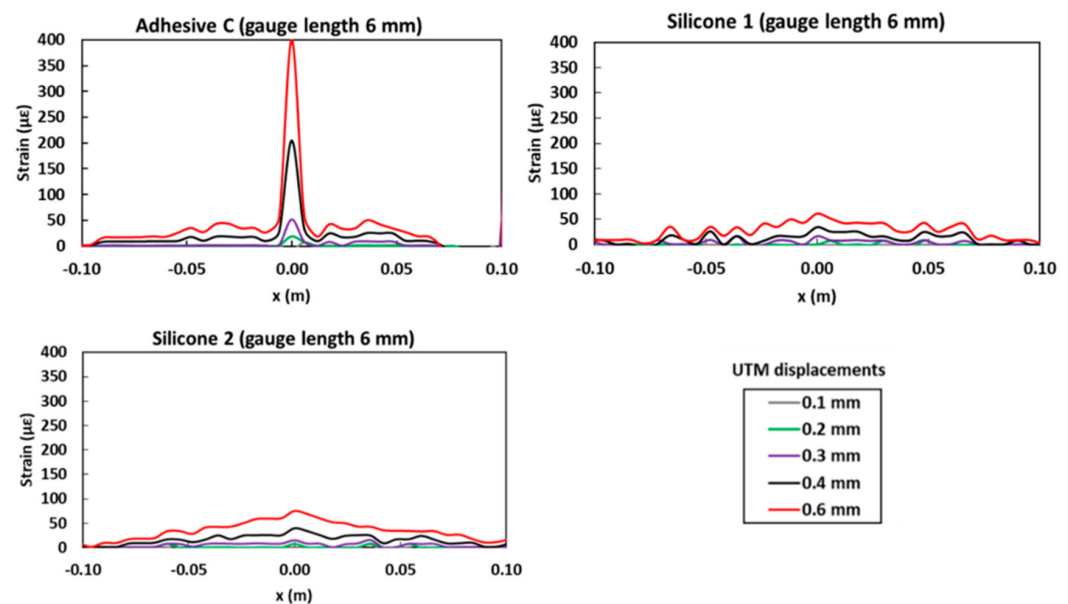 Adhesive C (gauge length 6 mm)
400
350
300
250
200
150
100
50
0
Strain (µε)
-0.10 -0.05 0.00 0.05 0.10
x (m)
Silicone 1 (gauge length 6 mm)
400
350
300
250
200
150
100
50
0
Strain (µε)
-0.10 -0.05 0.00 0.05 0.10
x (m)
Silicone 2 (gauge length 6 mm)
400
350
300
250
200
150
100
50
0
Strain (µε)
-0.10 -0.05 0.00 0.05 0.10
x (m)
UTM displacements
0.1 mm
0.2 mm
0.3 mm
0.4 mm
0.6 mm